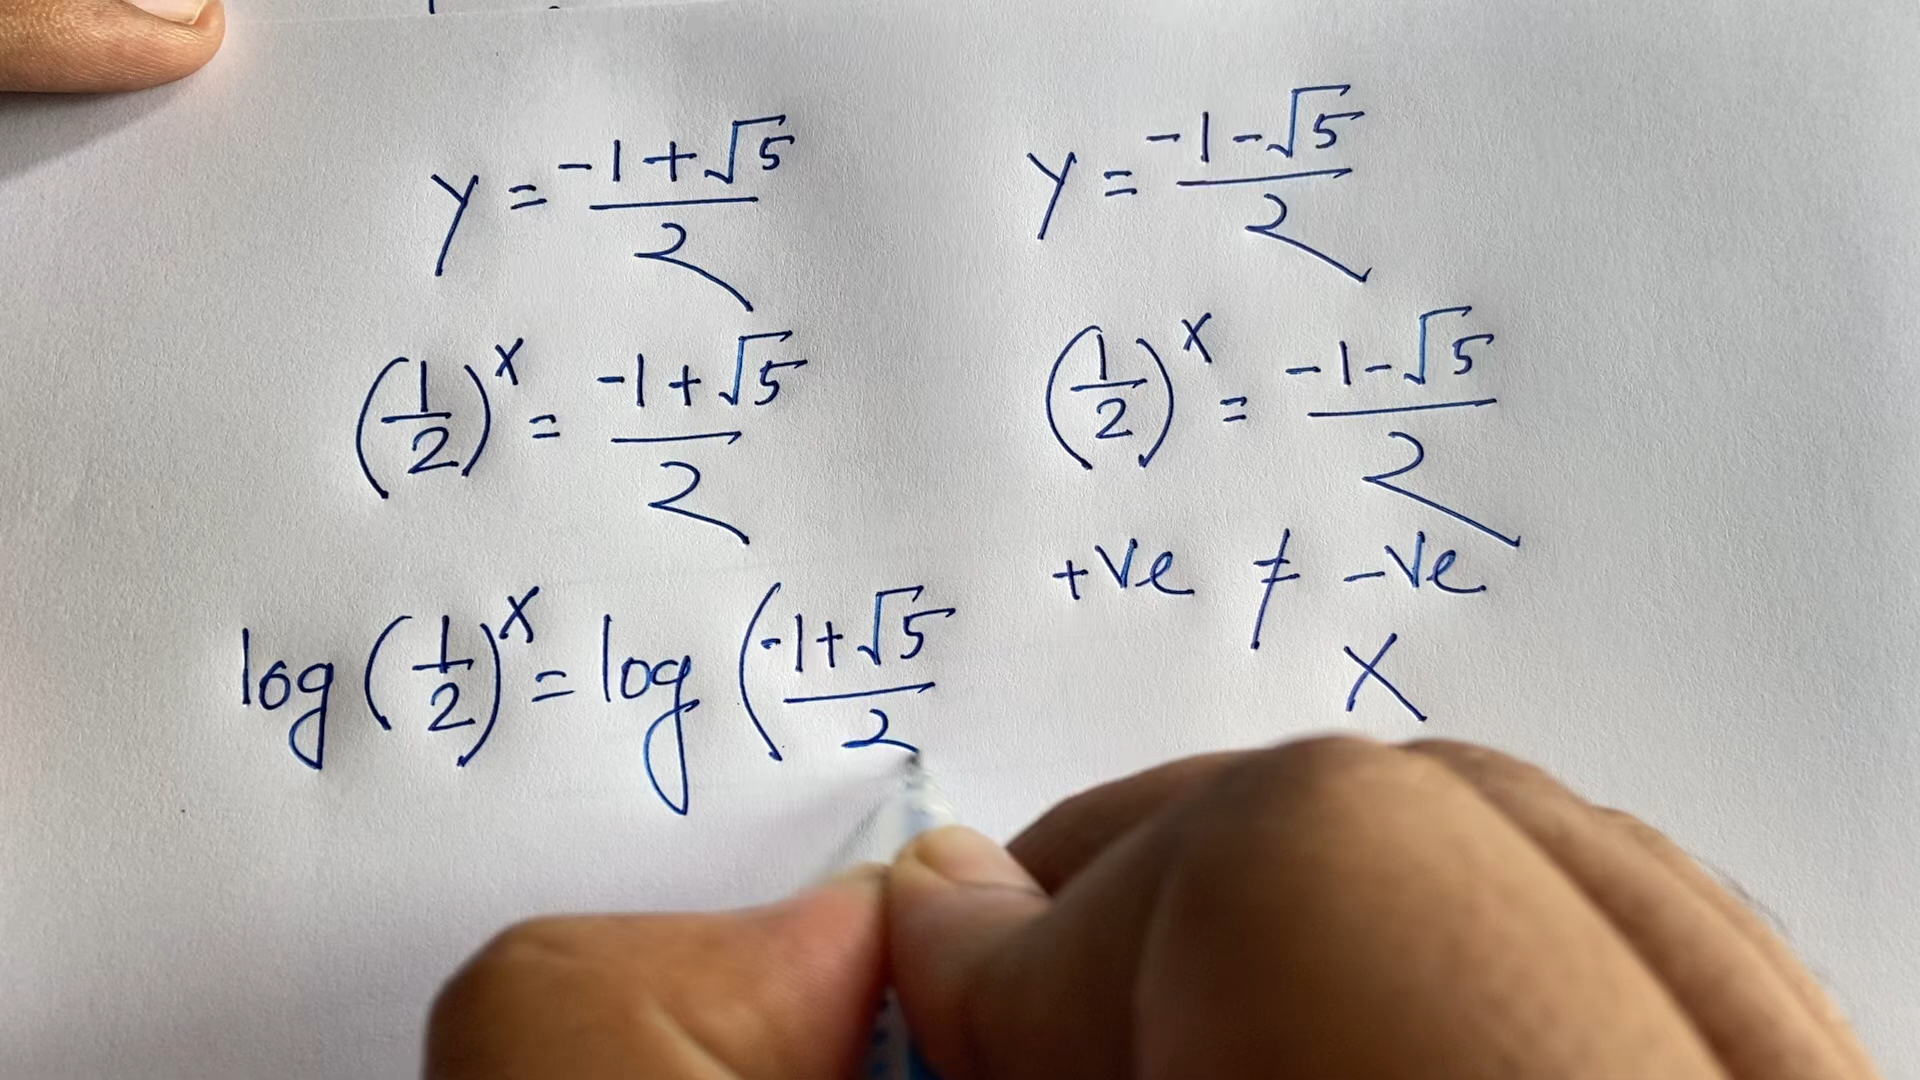 y = (-1+√5)/2
(1/2)^x = (-1+√5)/2
log (1/2)^x = log ((-1+√5)/2
y = (-1-√5)/2
(1/2)^x = (-1-√5)/2
+ve ≠ -ve
X